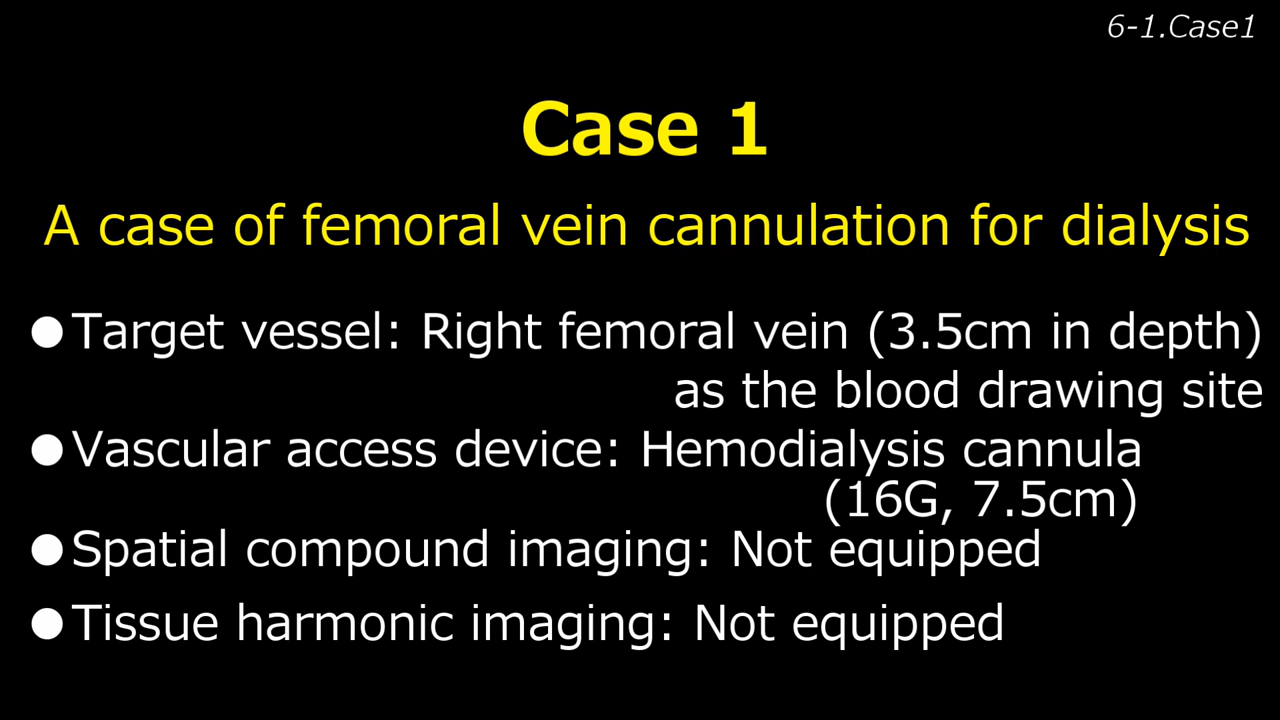 6-1.Case1
Case 1
A case of femoral vein cannulation for dialysis
●Target vessel: Right femoral vein (3.5cm in depth)
as the blood drawing site
●Vascular access device: Hemodialysis cannula
(16G, 7.5cm)
●Spatial compound imaging: Not equipped
●Tissue harmonic imaging: Not equipped